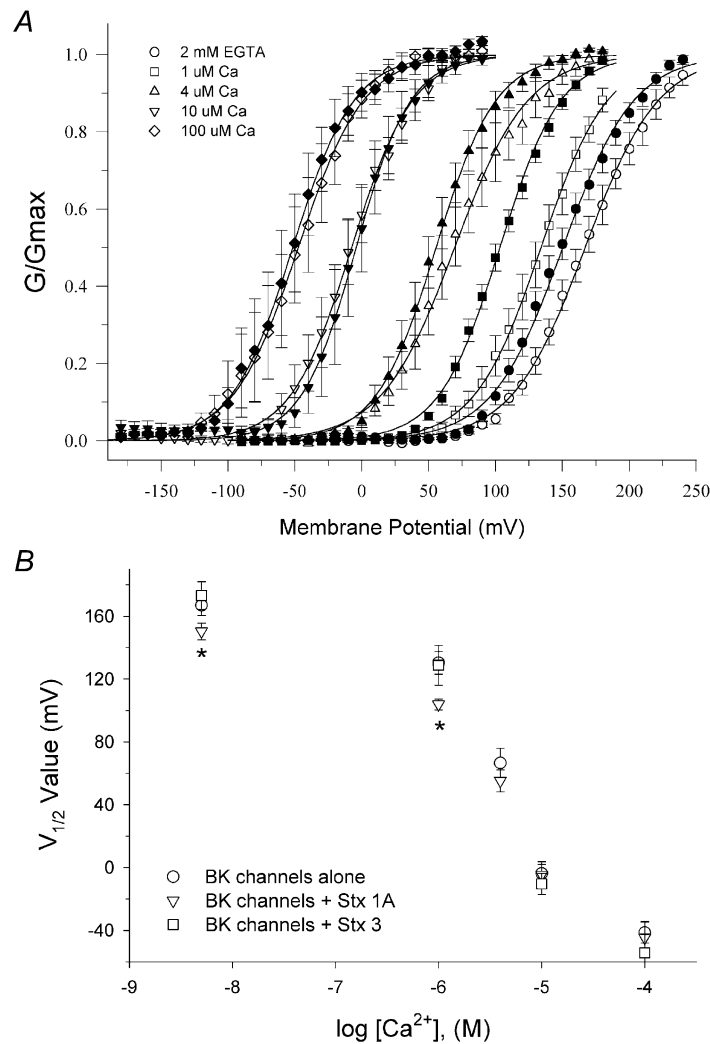 A
2 mM EGTA
1 uM Ca
4 uM Ca
10 uM Ca
100 uM Ca
1.0
0.8
0.6
0.4
0.2
0.0
G/Gmax
-150 -100 -50 0 50 100 150 200 250
Membrane Potential (mV)
B
160
120
80
40
0
-40
V1/2 Value (mV)
*
*
BK channels alone
BK channels + Stx 1A
BK channels + Stx 3
-9 -8 -7 -6 -5 -4
log [Ca2+], (M)